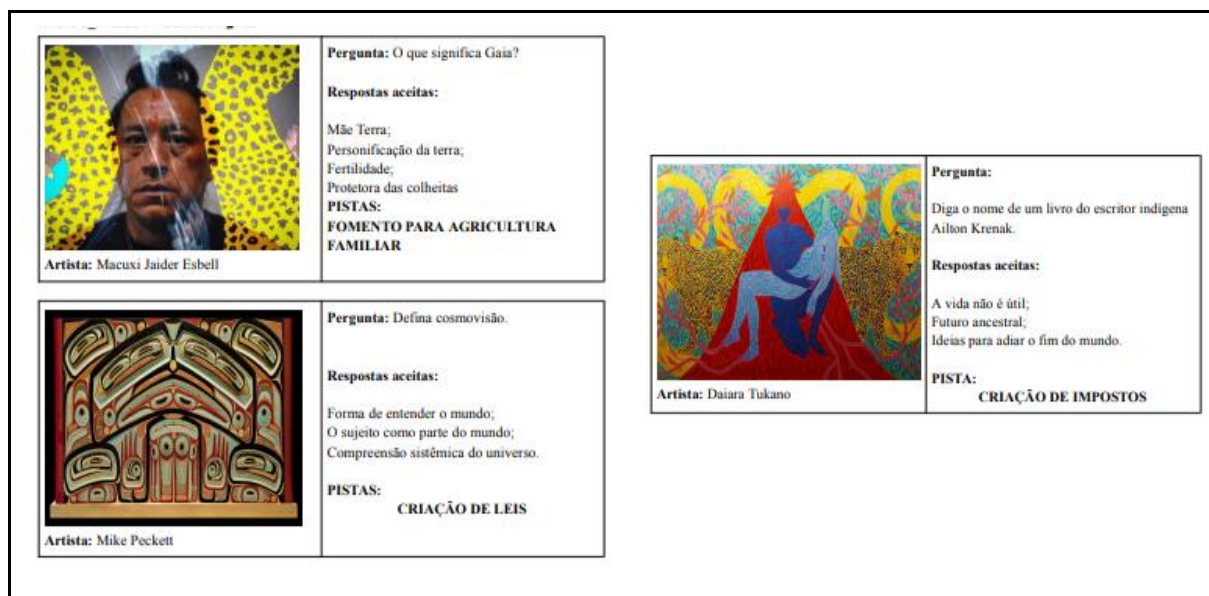 Pergunta: O que significa Gaia?
Respostas aceitas:
Mãe Terra;
Personificação da terra;
Fertilidade;
Protetora das colheitas
PISTAS:
FOMENTO PARA AGRICULTURA
FAMILIAR
Artista: Macuxi Jaider Esbell
Pergunta: Defina cosmovisão.
Respostas aceitas:
Forma de entender o mundo;
O sujeito como parte do mundo;
Compreensão sistêmica do universo.
PISTAS:
CRIAÇÃO DE LEIS
Artista: Mike Peckett
Pergunta:
Diga o nome de um livro do escritor indígena
Ailton Krenak.
Respostas aceitas:
A vida não é útil;
Futuro ancestral;
Ideias para adiar o fim do mundo.
PISTA:
CRIAÇÃO DE IMPOSTOS
Artista: Daiara Tukano